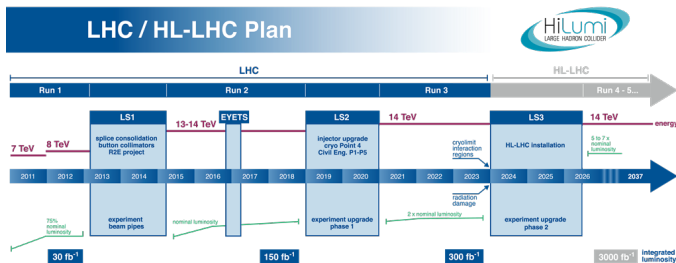 LHC / HL-LHC Plan
HiLumi
LARGE HADRON COLLIDER
LHC
HL-LHC
Run 1
Run 2
Run 3
Run 4 - 5...
LS1
EYETS
LS2
LS3
13-14 TeV
14 TeV
14 TeV
energy
7 TeV
8 TeV
splice consolidation
button collimators
R2E project
injector upgrade
cryo Point 4
Civil Eng. P1-P5
cryolimit
interaction
regions
HL-LHC installation
5 to 7 x
nominal
luminosity
2011 2012 2013 2014 2015 2016 2017 2018 2019 2020 2021 2022 2023 2024 2025 2026 2037
radiation
damage
75%
nominal
luminosity
experiment
beam pipes
nominal luminosity
experiment upgrade
phase 1
2 x nominal luminosity
experiment upgrade
phase 2
30 fb⁻¹
150 fb⁻¹
300 fb⁻¹
3000 fb⁻¹
integrated
luminosity